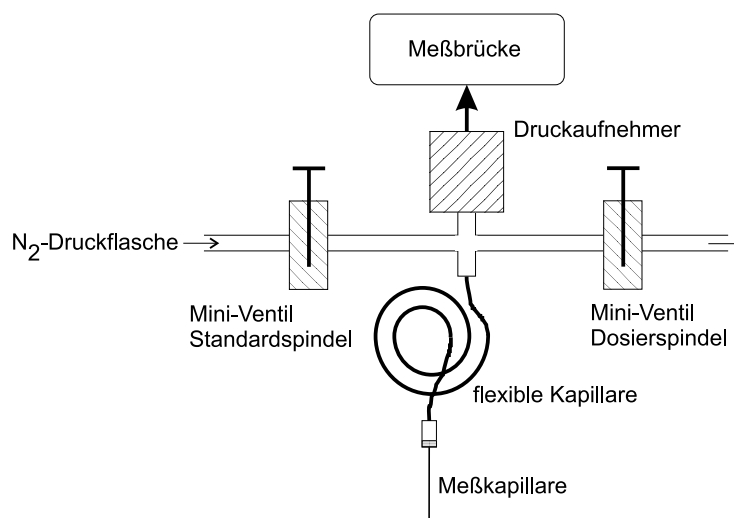 Meßbrücke
Druckaufnehmer
N2-Druckflasche
Mini-Ventil
Standardspindel
Mini-Ventil
Dosierspindel
flexible Kapillare
Meßkapillare